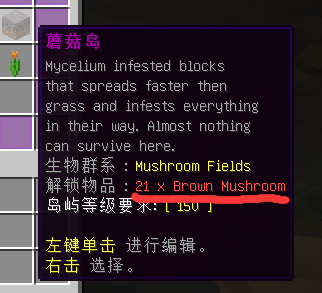 蘑菇岛
Mycelium infested blocks
that spreads faster then
grass and infests everything
in their way. Almost nothing
can survive here.
生物群系：Mushroom Fields
解锁物品：21 x Brown Mushroom
岛屿等级要求: [ 150 ]
左键单击 进行编辑。
右击 选择。